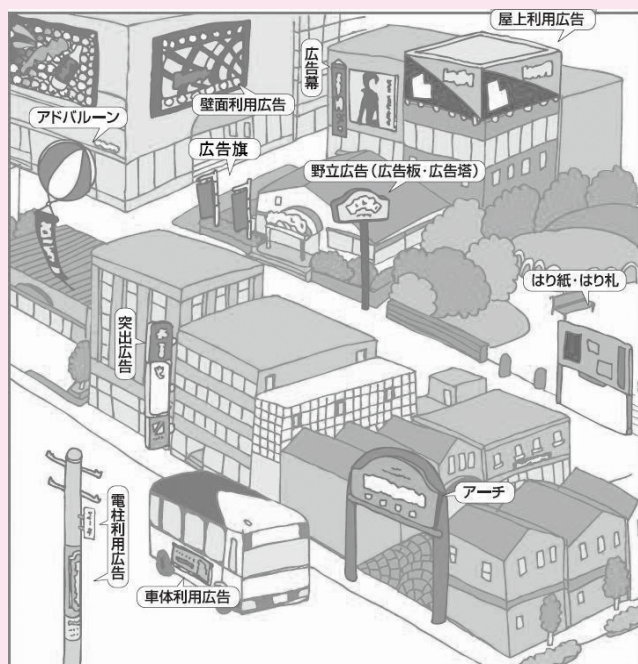 屋上利用広告
広告幕
壁面利用広告
アドバルーン
広告旗
野立広告（広告板・広告塔）
はり紙・はり札
突出広告
アーチ
電柱利用広告
車体利用広告